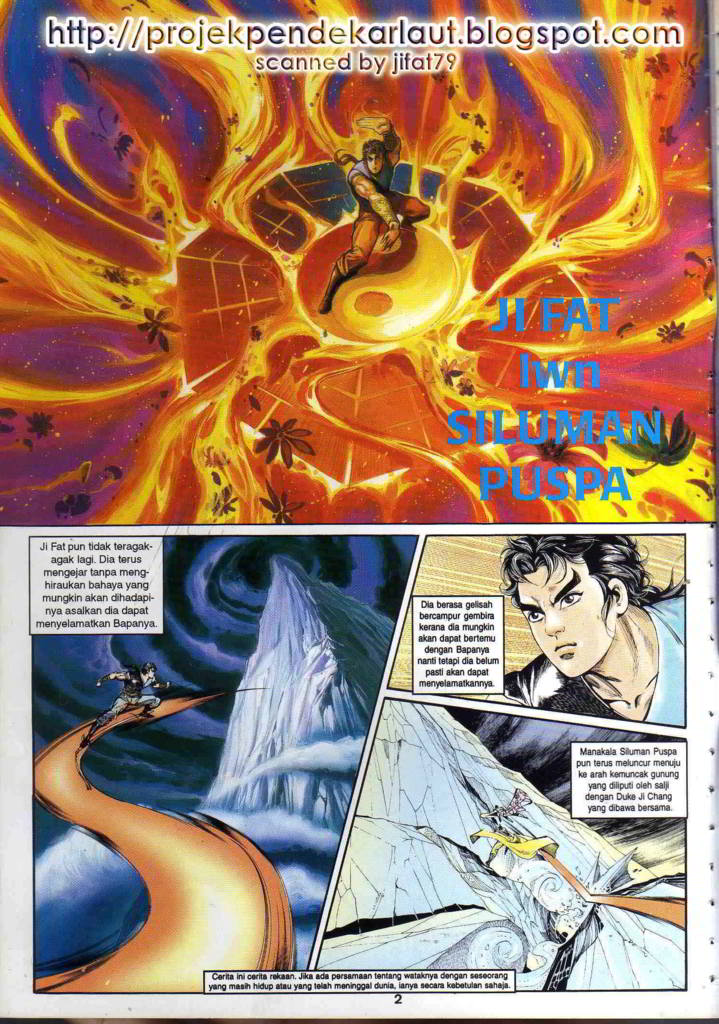 http://projekpendekarlaut.blogspot.com
scanned by jifat79
JI FAT
lwn
SILUMAN
PUSPA
Ji Fat pun tidak teragak-
agak lagi. Dia terus
mengejar tanpa meng-
hiraukan bahaya yang
mungkin akan dihadapi-
nya asalkan dia dapat
menyelamatkan Bapanya.
Dia berasa gelisah
bercampur gembira
kerana dia mungkin
akan dapat bertemu
dengan Bapanya
nanti tetapi dia belum
pasti akan dapat
menyelamatkannya.
Manakala Siluman Puspa
pun terus meluncur menuju
ke arah kemuncak gunung
yang diliputi oleh salji
dengan Duke Ji Chang
yang dibawa bersama.
Cerita ini cerita rekaan. Jika ada persamaan tentang wataknya dengan seseorang
yang masih hidup atau yang telah meninggal dunia, ianya secara kebetulan sahaja.
2